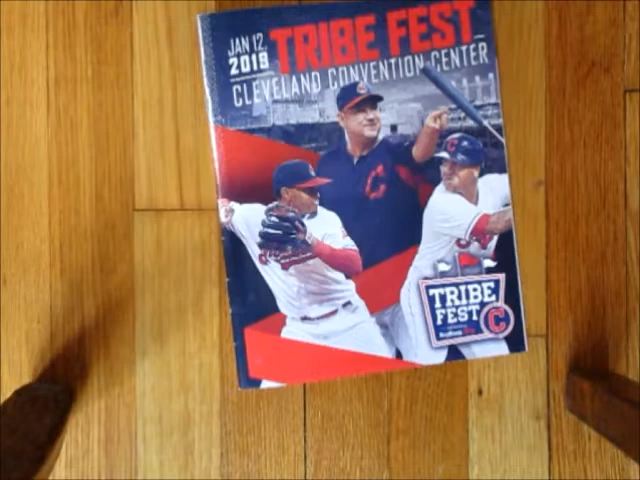 JAN 12,
2019
TRIBE FEST
CLEVELAND CONVENTION CENTER
C
C
TRIBE
FEST
C